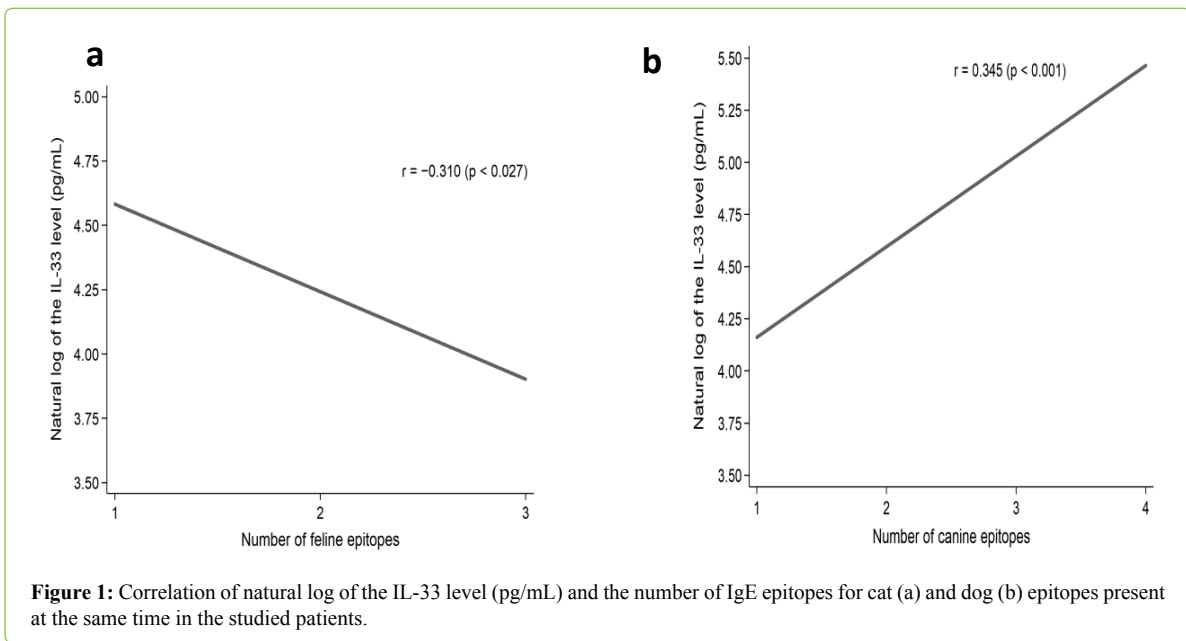 a
5.00
4.75
4.50
4.25
4.00
3.75
3.50
Natural log of the IL-33 level (pg/mL)
r = −0.310 (p < 0.027)
1 2 3
Number of feline epitopes
b
5.50
5.25
5.00
4.75
4.50
4.25
4.00
3.75
3.50
Natural log of the IL-33 level (pg/mL)
r = 0.345 (p < 0.001)
1 2 3 4
Number of canine epitopes
Figure 1: Correlation of natural log of the IL-33 level (pg/mL) and the number of IgE epitopes for cat (a) and dog (b) epitopes present
at the same time in the studied patients.